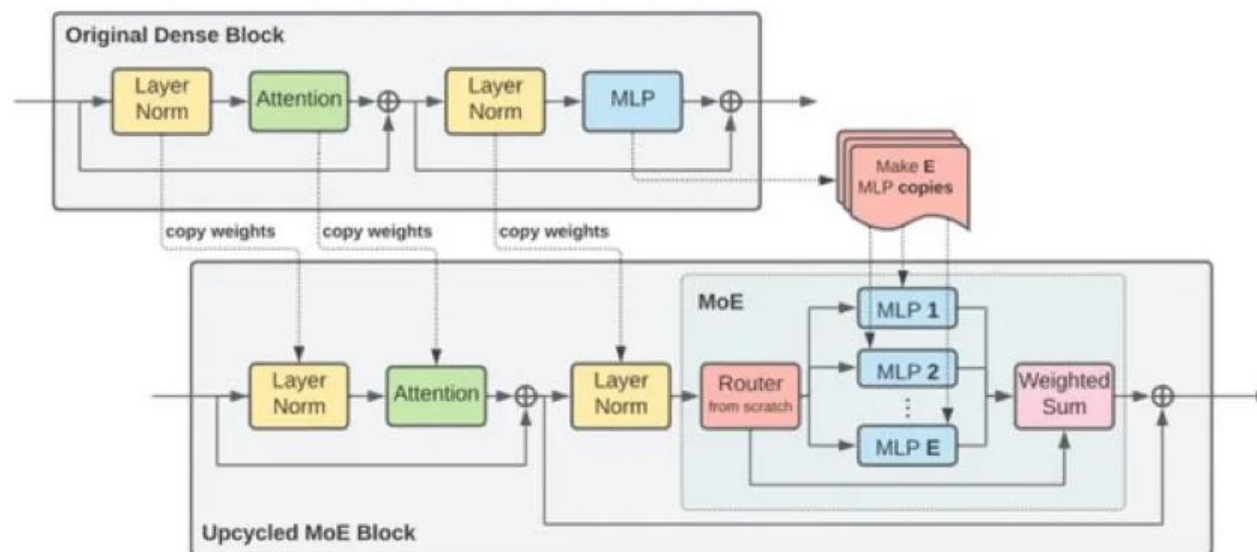 Original Dense Block
Layer
Norm
Attention
Layer
Norm
MLP
Make E
MLP copies
copy weights
copy weights
copy weights
MoE
MLP 1
Layer
Norm
Attention
Layer
Norm
Router
from scratch
MLP 2
⋮
MLP E
Weighted
Sum
Upcycled MoE Block